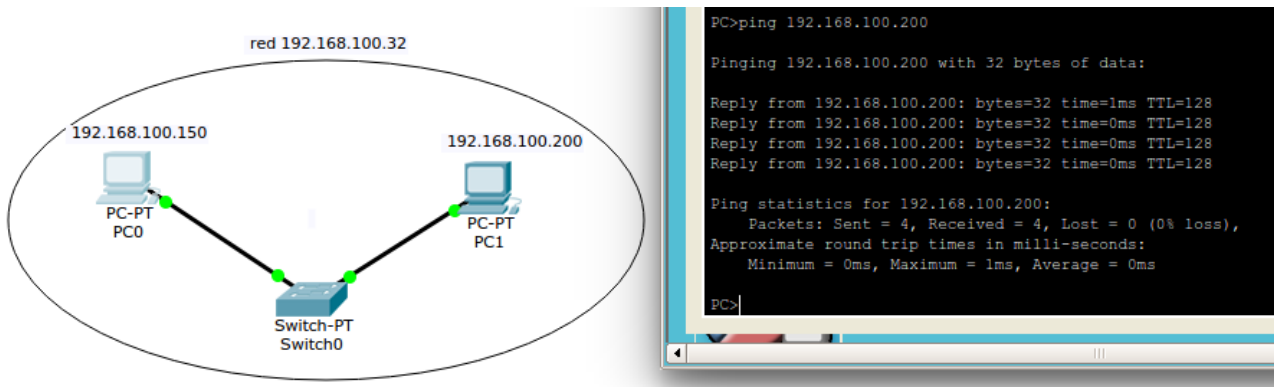 red 192.168.100.32
192.168.100.150
192.168.100.200
PC-PT
PC0
PC-PT
PC1
Switch-PT
Switch0
PC>ping 192.168.100.200
Pinging 192.168.100.200 with 32 bytes of data:
Reply from 192.168.100.200: bytes=32 time=1ms TTL=128
Reply from 192.168.100.200: bytes=32 time=0ms TTL=128
Reply from 192.168.100.200: bytes=32 time=0ms TTL=128
Reply from 192.168.100.200: bytes=32 time=0ms TTL=128
Ping statistics for 192.168.100.200:
Packets: Sent = 4, Received = 4, Lost = 0 (0% loss),
Approximate round trip times in milli-seconds:
Minimum = 0ms, Maximum = 1ms, Average = 0ms
PC>